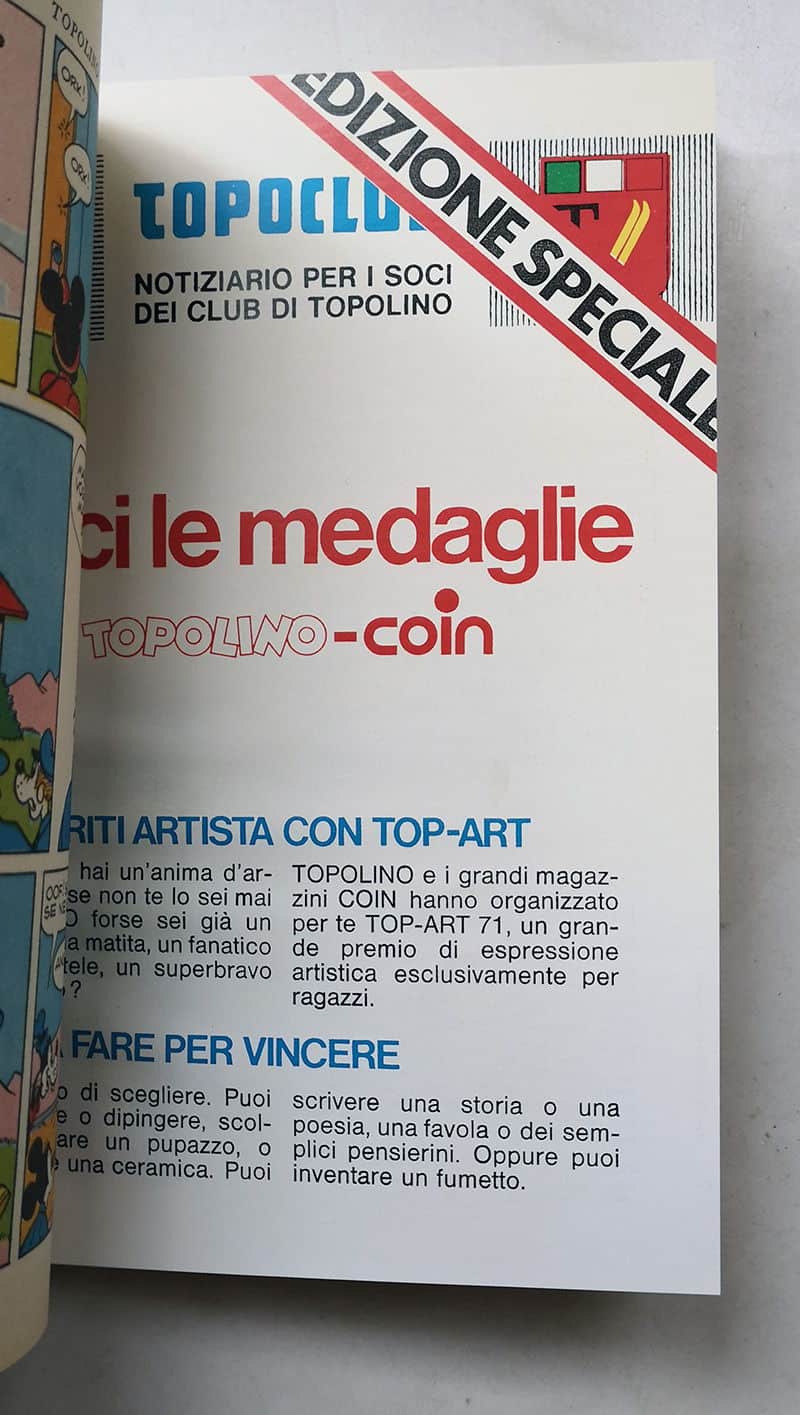 TOPOLINO
ORK!
ORK!
EDIZIONE SPECIALE
TOPOCLU
NOTIZIARIO PER I SOCI
DEI CLUB DI TOPOLINO
ci le medaglie
TOPOLINO-coin
RITI ARTISTA CON TOP-ART
hai un'anima d'ar-
se non te lo sei mai
O forse sei già un
la matita, un fanatico
tele, un superbravo
?
TOPOLINO e i grandi magaz-
zini COIN hanno organizzato
per te TOP-ART 71, un gran-
de premio di espressione
artistica esclusivamente per
ragazzi.
FARE PER VINCERE
o di scegliere. Puoi
e o dipingere, scol-
are un pupazzo, o
e una ceramica. Puoi
scrivere una storia o una
poesia, una favola o dei sem-
plici pensierini. Oppure puoi
inventare un fumetto.